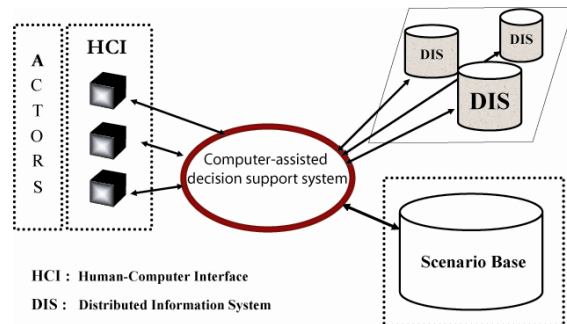 A
C
T
O
R
S
HCI
DIS
DIS
DIS
Computer-assisted
decision support system
Scenario Base
HCI : Human-Computer Interface
DIS : Distributed Information System